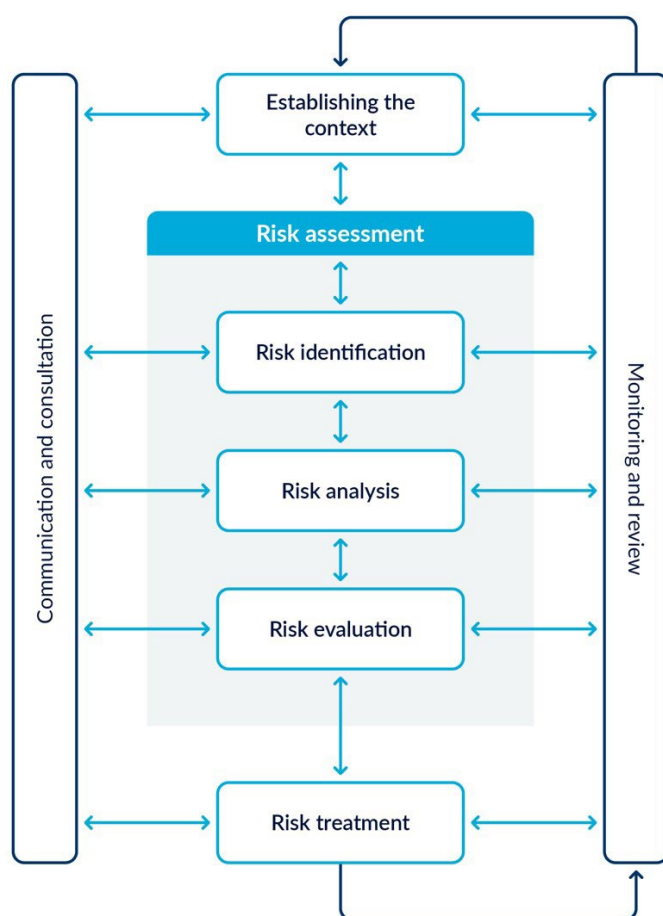 Establishing the
context
Risk assessment
Risk identification
Risk analysis
Risk evaluation
Risk treatment
Communication and consultation
Monitoring and review